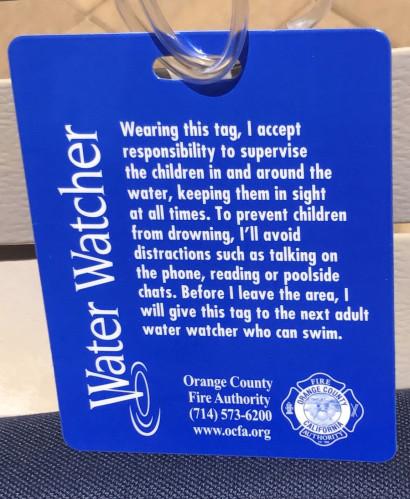 Water Watcher
Wearing this tag, I accept
responsibility to supervise
the children in and around the
water, keeping them in sight
at all times. To prevent children
from drowning, I'll avoid
distractions such as talking on
the phone, reading or poolside
chats. Before I leave the area, I
will give this tag to the next adult
water watcher who can swim.
Orange County
Fire Authority
(714) 573-6200
www.ocfa.org
FIRE
ORANGE COUNTY
CALIFORNIA
AUTHORITY